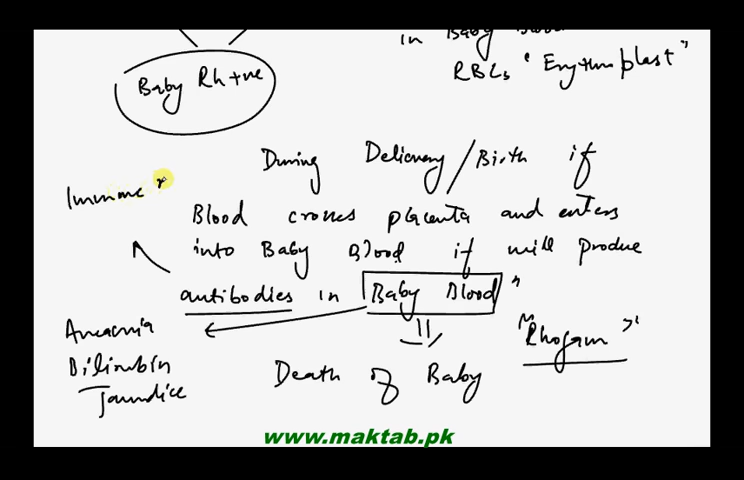 in Baby Blood
RBCs "Erythroblast"
Baby Rh +ve
During Delivery/Birth if
Immune
Blood crosses placenta and enters
into Baby Blood it will produce
antibodies in Baby Blood"
Anaemia
"Rhogam"
Bilirubin
Death of Baby
Jaundice
www.maktab.pk